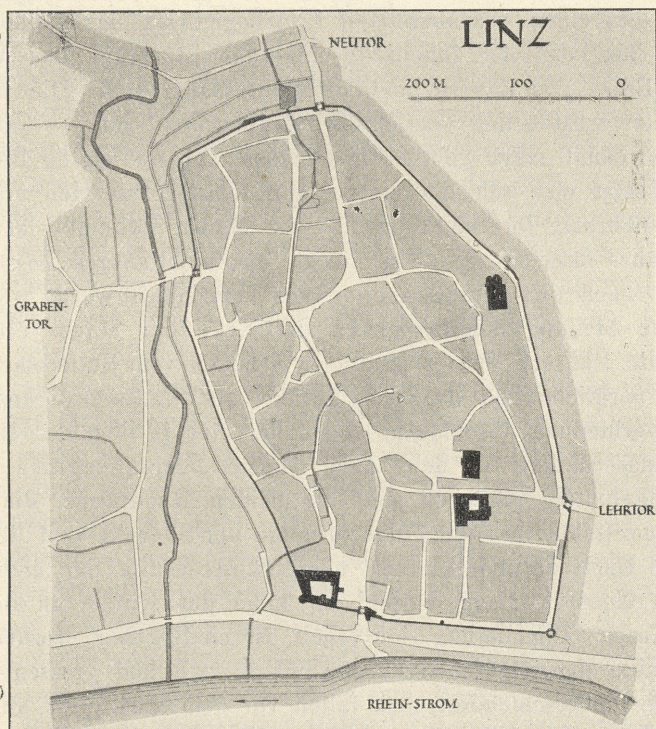 LINZ
NEUTOR
200 M 100 0
GRABEN-
TOR
LEHRTOR
RHEIN-STROM